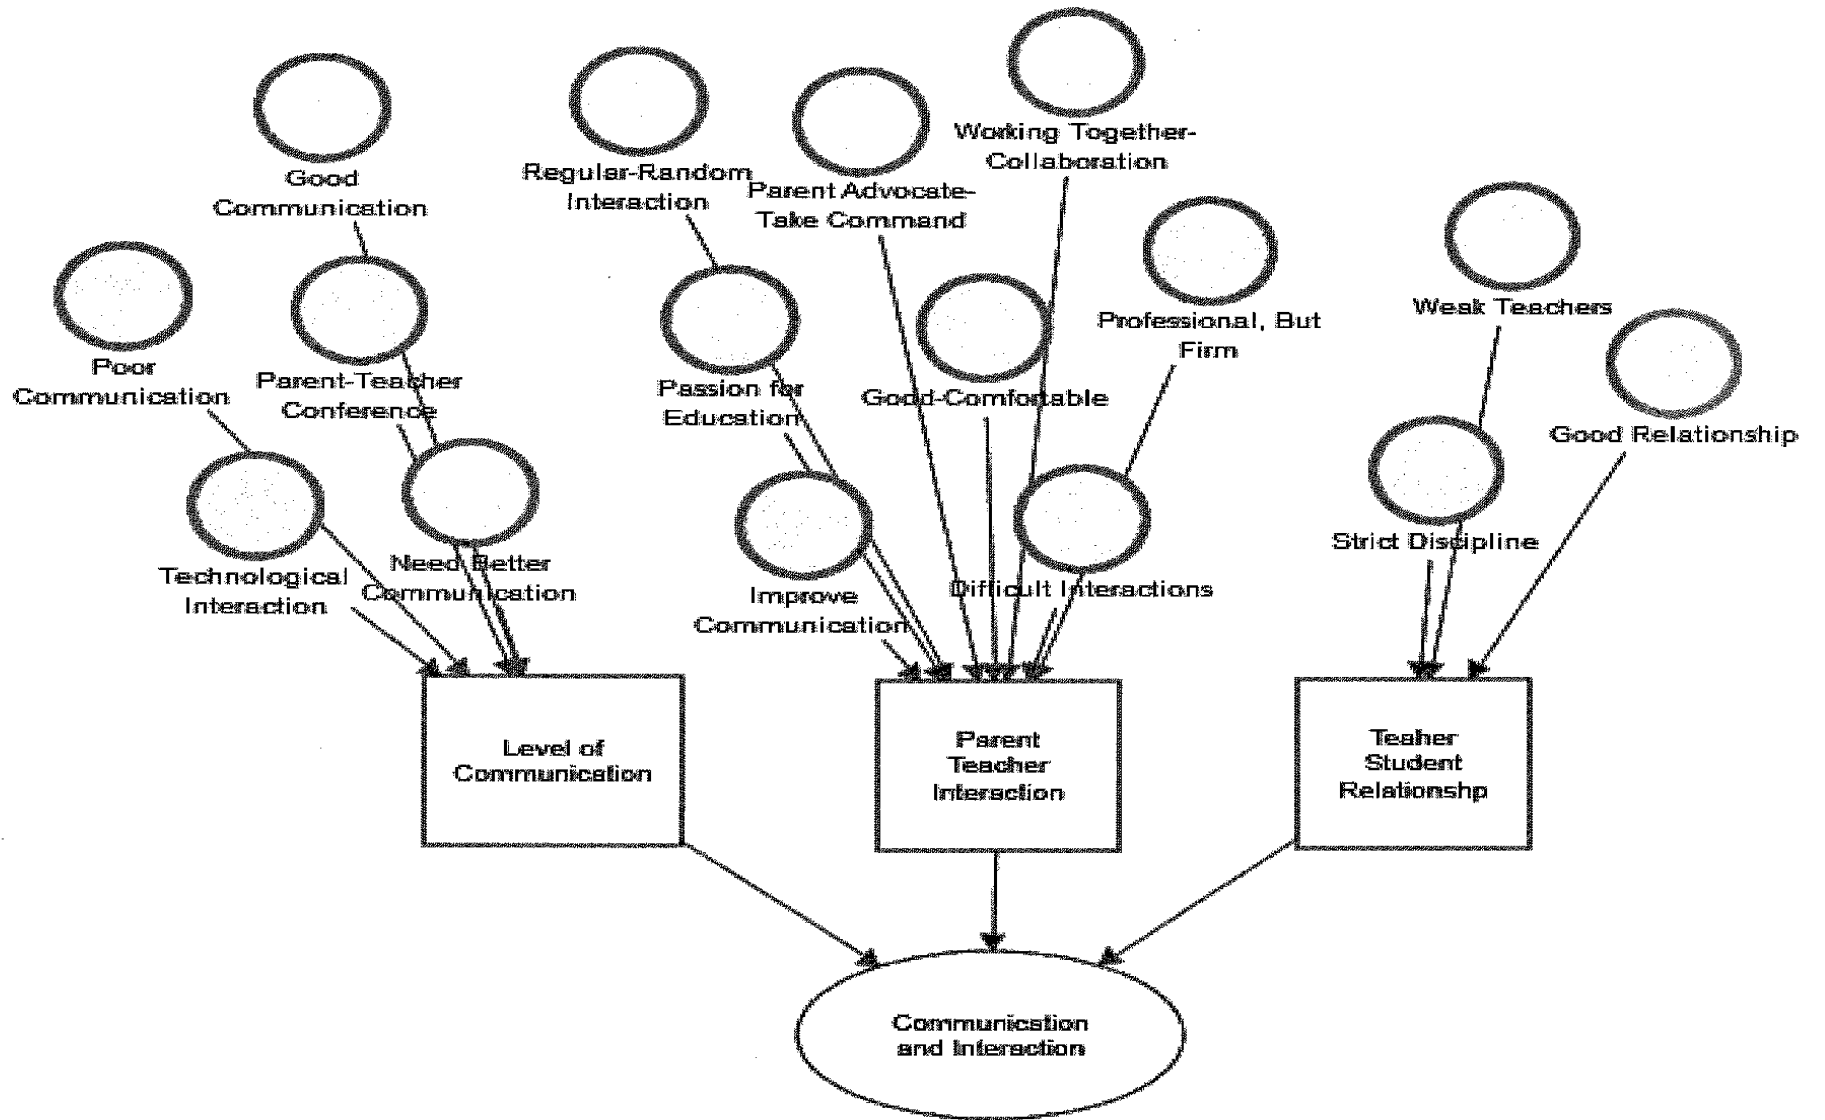 Good
Communication
Regular-Random
Interaction
Parent Advocate-
Take Command
Working Together-
Collaboration
Poor
Communication
Parent-Teacher
Conference
Passion for
Education
Good-Comfortable
Professional, But
Firm
Weak Teachers
Good Relationship
Technological
Interaction
Need Better
Communication
Improve
Communication
Difficult Interactions
Strict Discipline
Level of
Communication
Parent
Teacher
Interaction
Teaher
Student
Relationshp
Communication
and Interaction